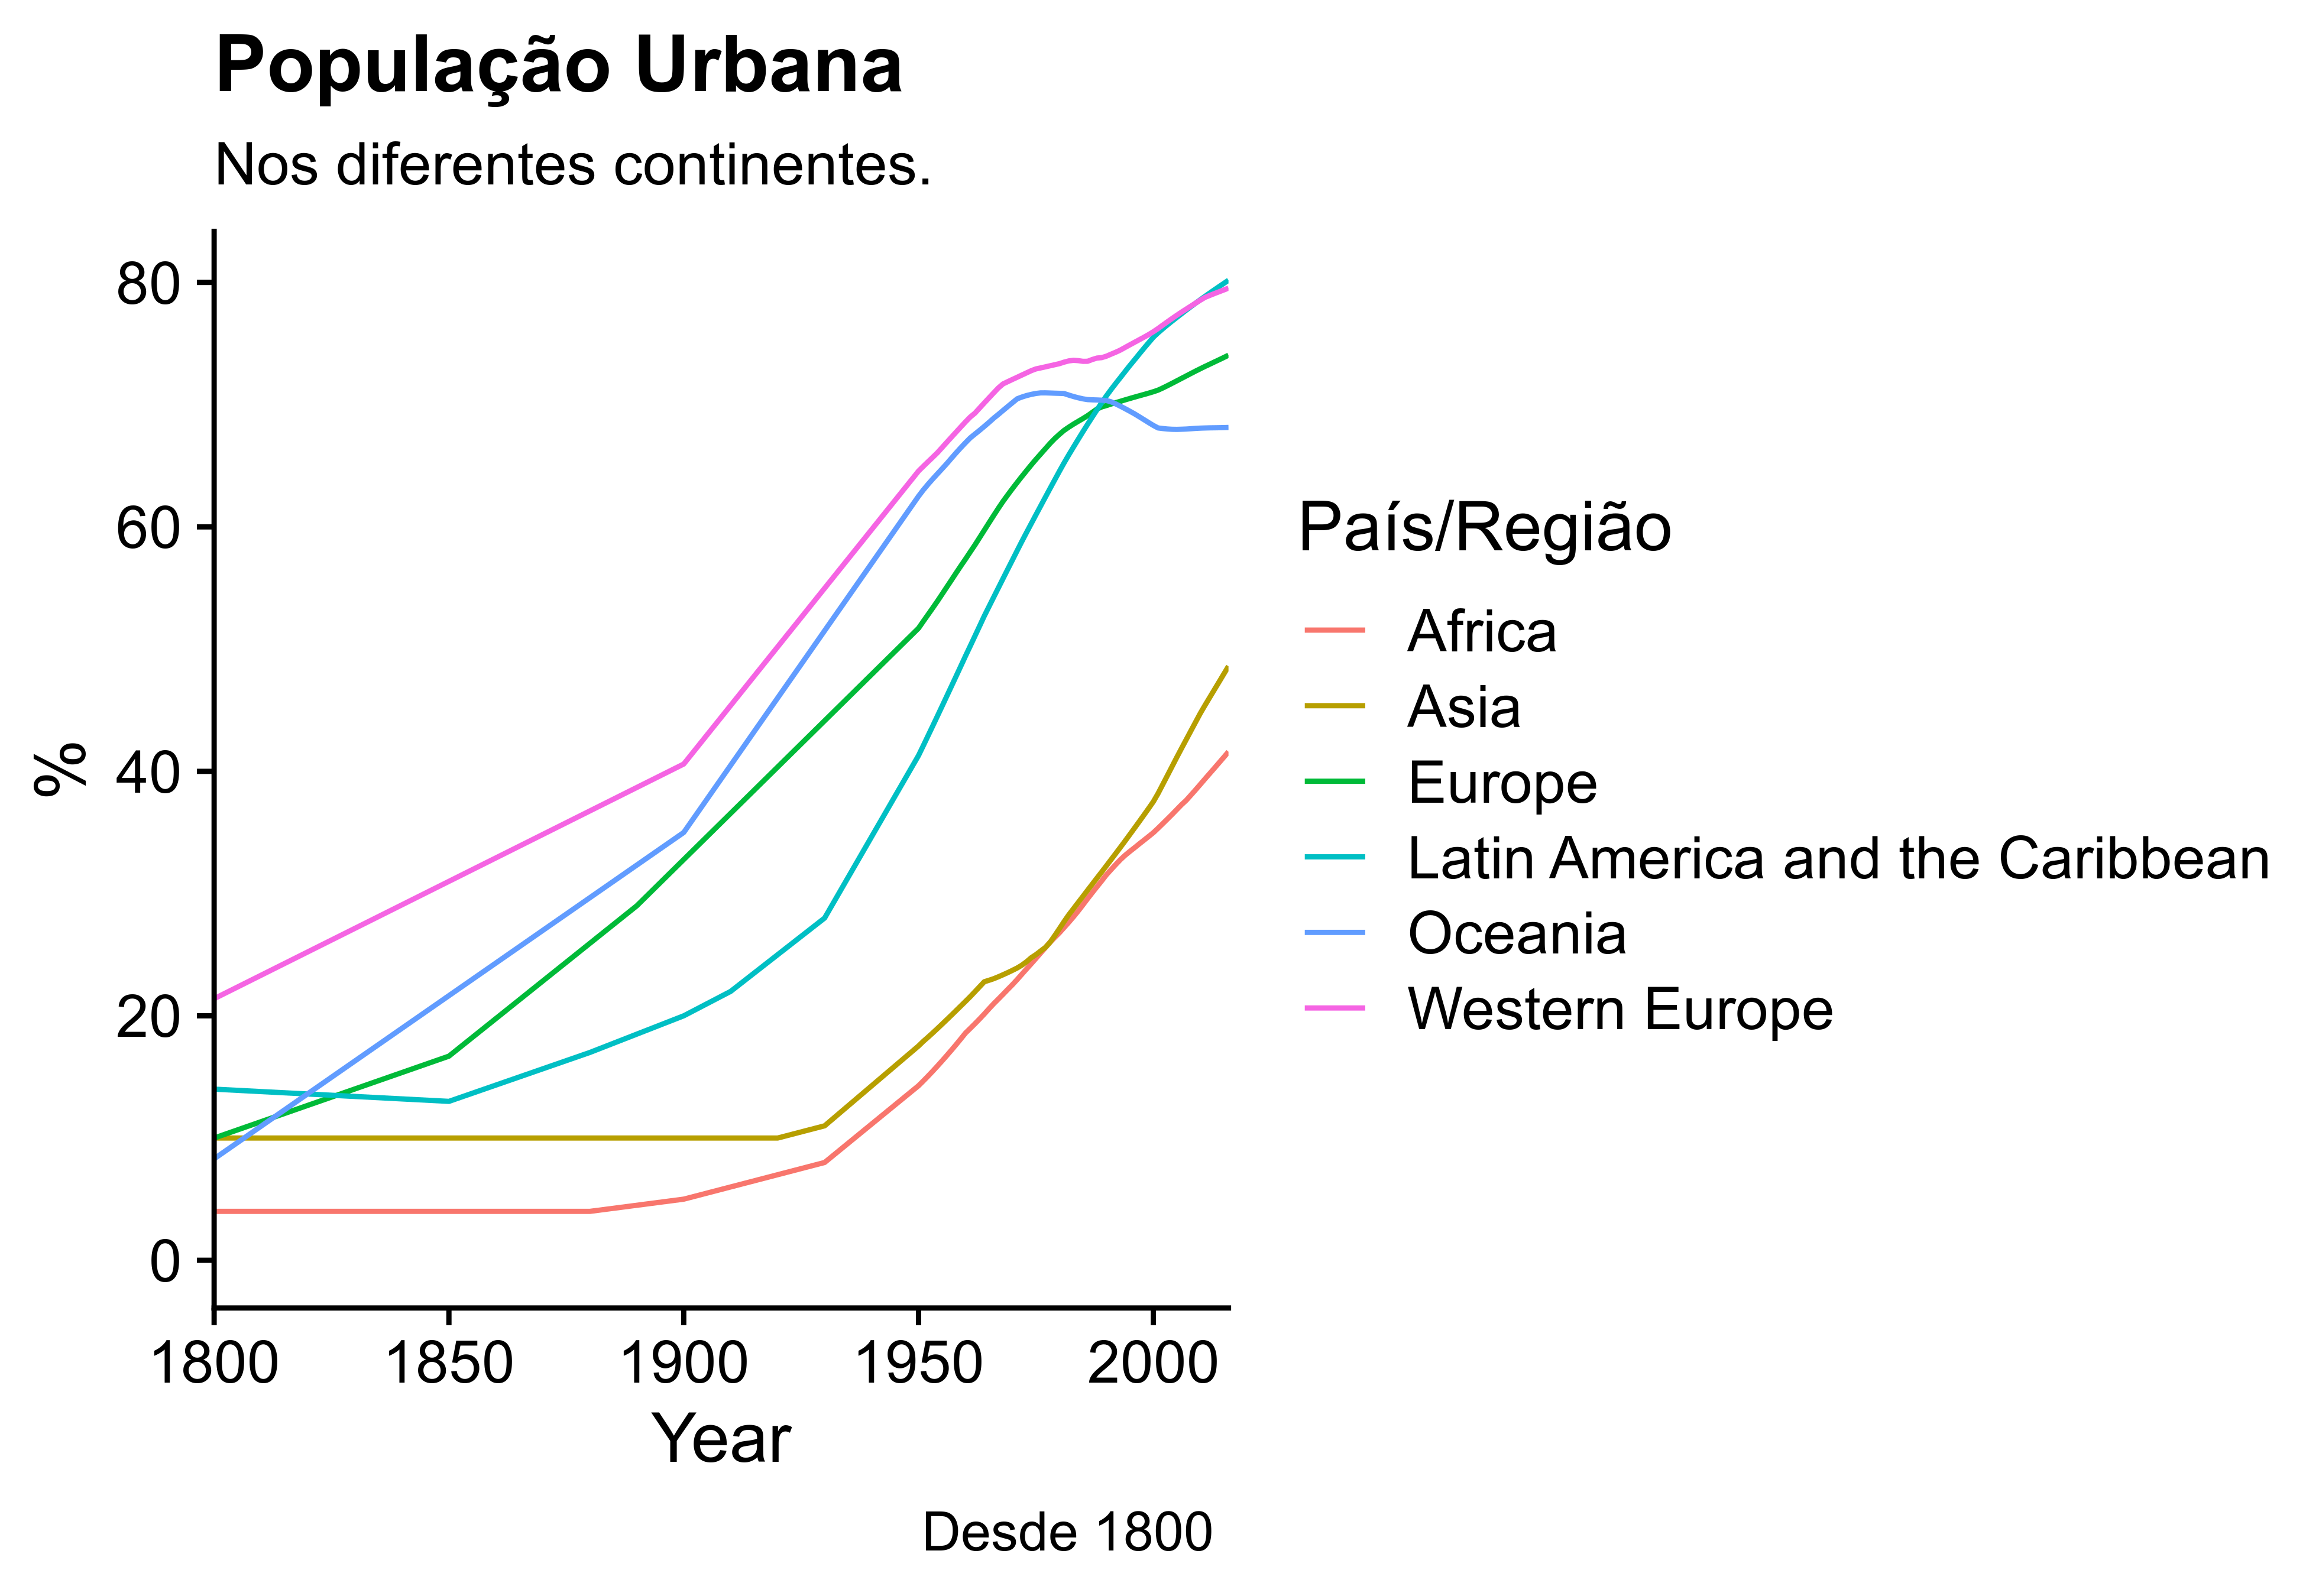 População Urbana
Nos diferentes continentes.
80
60
40
20
0
%
1800 1850 1900 1950 2000
Year
País/Região
Africa
Asia
Europe
Latin America and the Caribbean
Oceania
Western Europe
Desde 1800